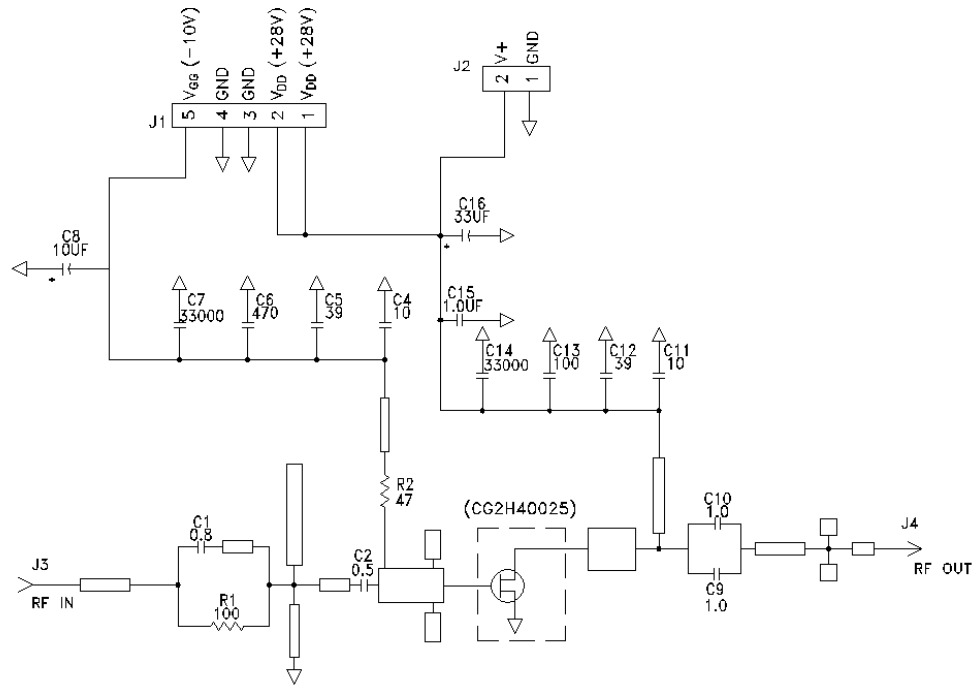 J1
5 VGG (-10V)
4 GND
3 GND
2 VDD (+28V)
1 VDD (+28V)
J2
2 V+
1 GND
C8
10UF
+
C16
33UF
+
C7
33000
C6
470
C5
39
C4
10
C15
1.0UF
C14
33000
C13
100
C12
39
C11
10
R2
47
(CG2H40025)
C1
0.8
R1
100
C2
0.5
J3
RF IN
C10
1.0
C9
1.0
J4
RF OUT